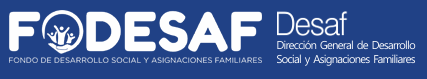 FODESAF
FONDO DE DESARROLLO SOCIAL Y ASIGNACIONES FAMILIARES
Desaf
Dirección General de Desarrollo
Social y Asignaciones Familiares